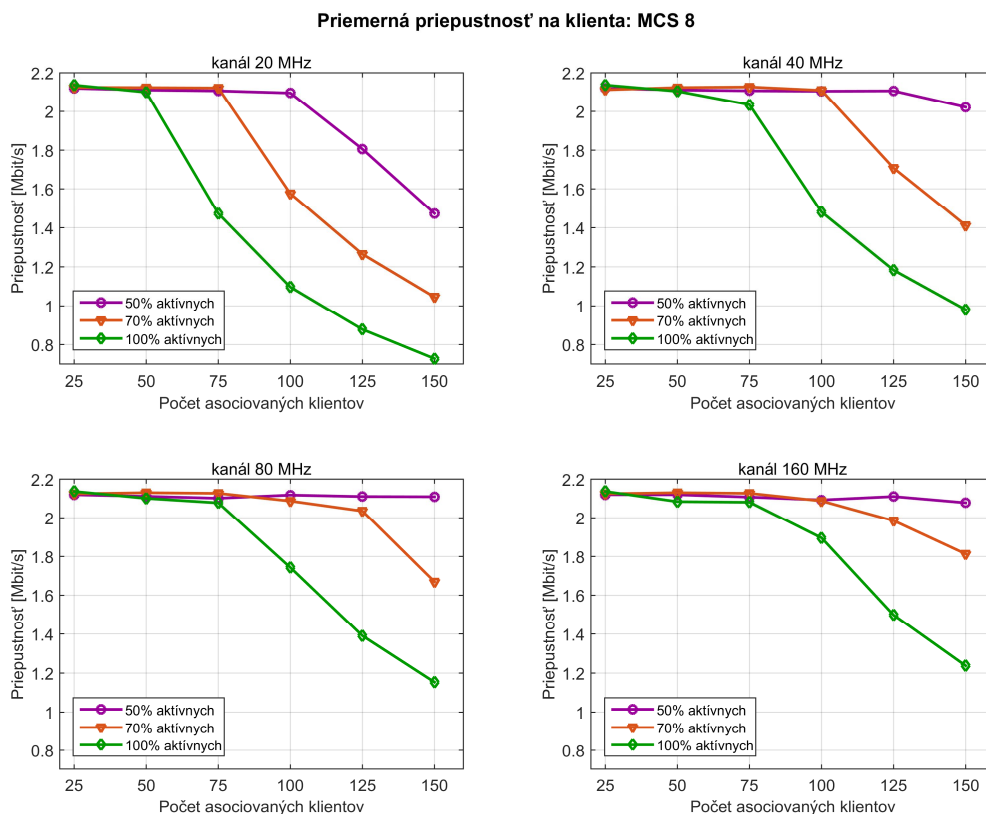 Priemerná priepustnosť na klienta: MCS 8
kanál 20 MHz
Priepustnosť [Mbit/s]
2.2
2
1.8
1.6
1.4
1.2
1
0.8
50% aktívnych
70% aktívnych
100% aktívnych
25 50 75 100 125 150
Počet asociovaných klientov
kanál 40 MHz
Priepustnosť [Mbit/s]
2.2
2
1.8
1.6
1.4
1.2
1
0.8
50% aktívnych
70% aktívnych
100% aktívnych
25 50 75 100 125 150
Počet asociovaných klientov
kanál 80 MHz
Priepustnosť [Mbit/s]
2.2
2
1.8
1.6
1.4
1.2
1
0.8
50% aktívnych
70% aktívnych
100% aktívnych
25 50 75 100 125 150
Počet asociovaných klientov
kanál 160 MHz
Priepustnosť [Mbit/s]
2.2
2
1.8
1.6
1.4
1.2
1
0.8
50% aktívnych
70% aktívnych
100% aktívnych
25 50 75 100 125 150
Počet asociovaných klientov